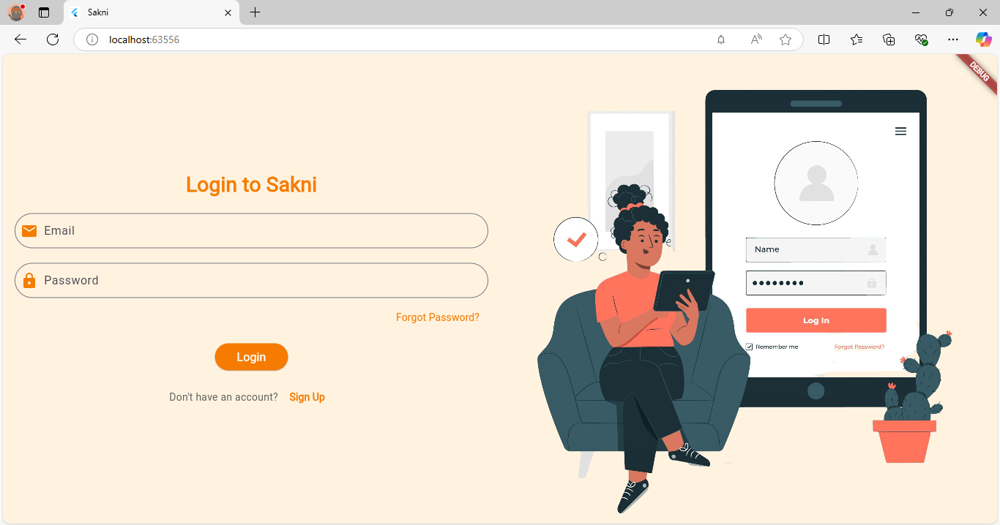 Sakni
localhost:63556
DEBUG
Login to Sakni
Email
Password
Forgot Password?
Login
Don't have an account? Sign Up
Name
Log In
Remember me Forgot Password?